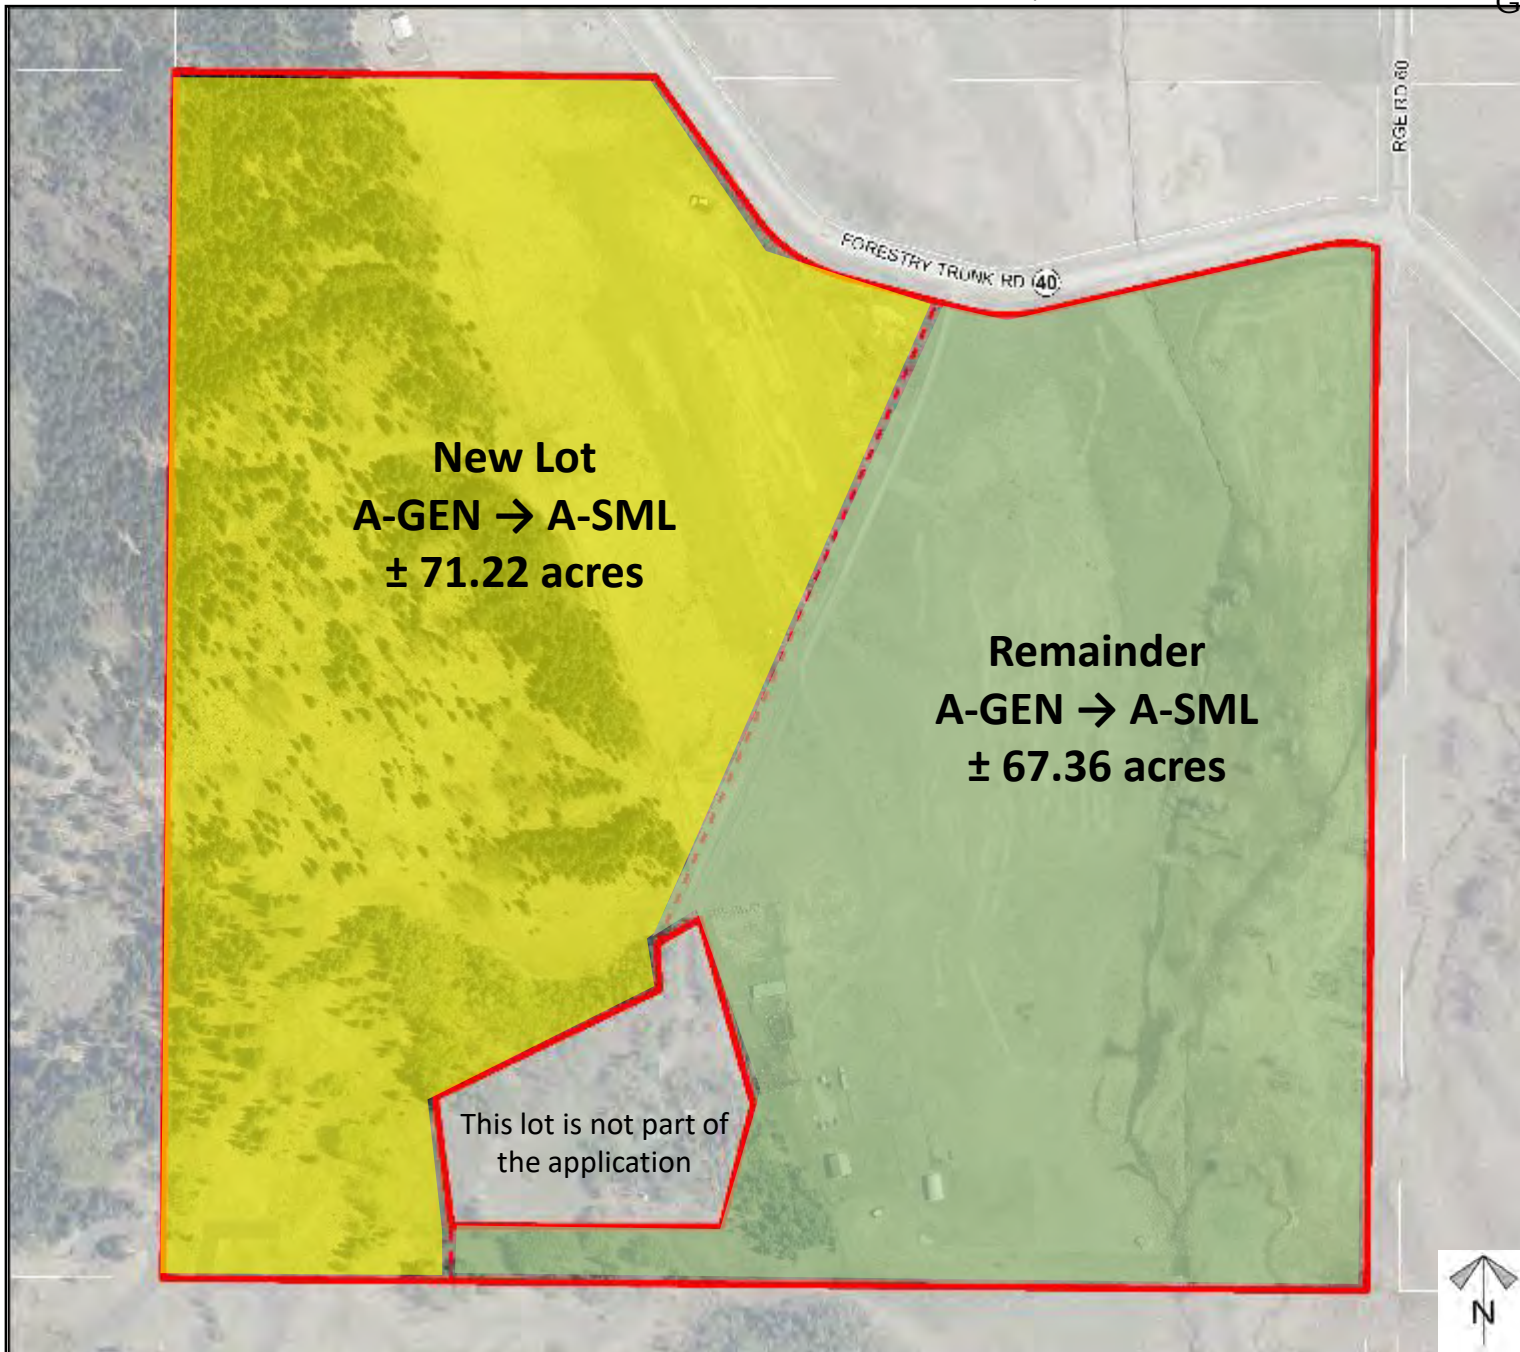 G
RGE RD 60
FORESTRY TRUNK RD 40
New Lot
A-GEN → A-SML
± 71.22 acres
Remainder
A-GEN → A-SML
± 67.36 acres
This lot is not part of
the application
N